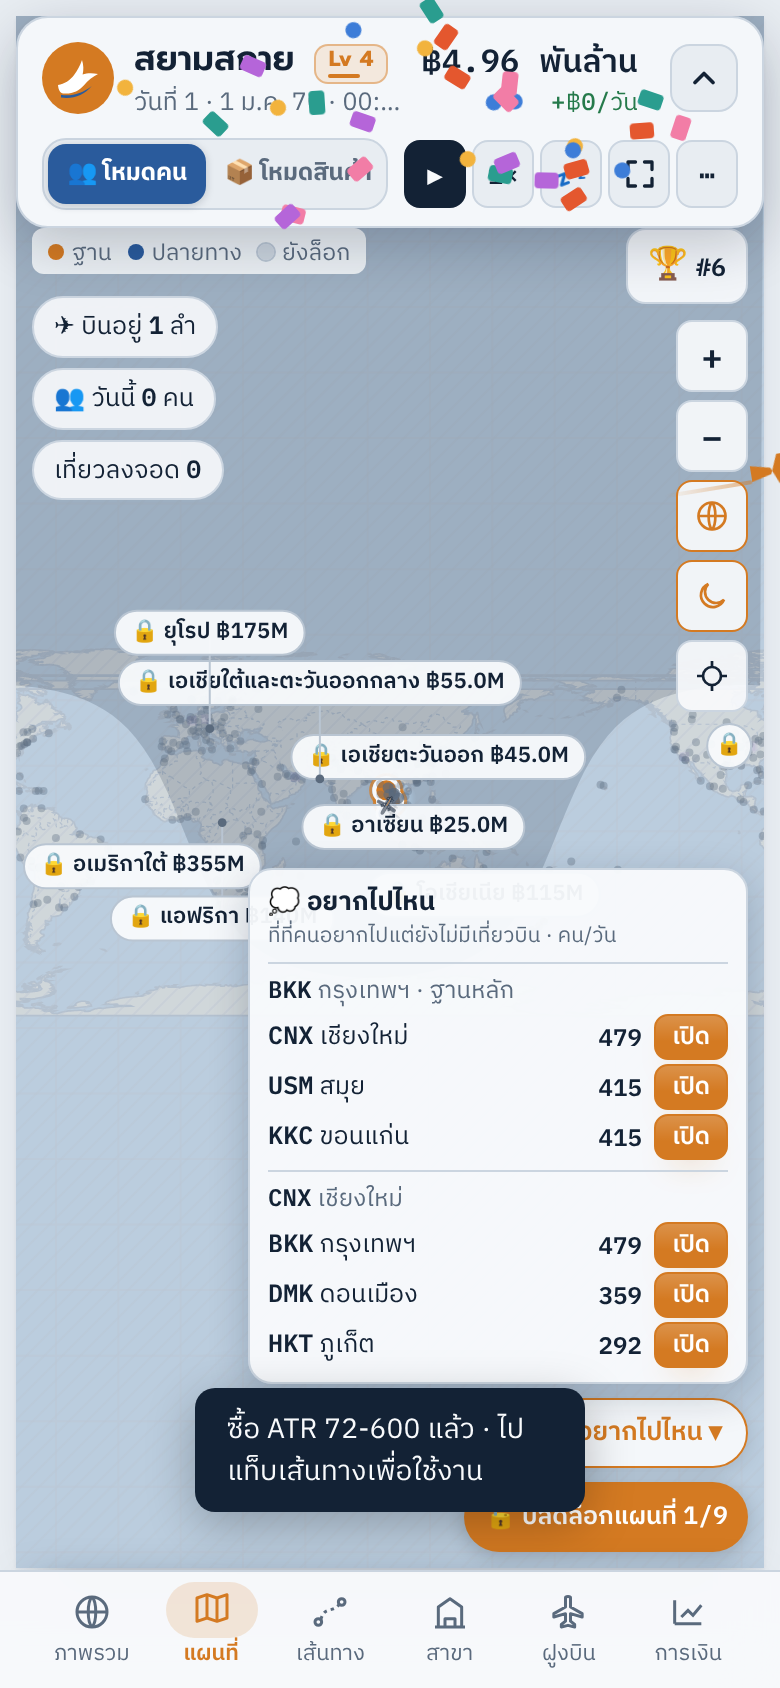 สยามสกาย Lv 4 ฿4.96 พันล้าน
วันที่ 1 · 1 ม.ค. 00:... +฿0/วัน
👥 โหมดคน 📦 โหมดสินค้า ▶ ···
ฐาน ปลายทาง ยังล็อก
🏆 #6
✈ บินอยู่ 1 ลำ
👥 วันนี้ 0 คน
เที่ยวลงจอด 0
+
−
🔒 ยุโรป ฿175M
🔒 เอเชียใต้และตะวันออกกลาง ฿55.0M
🔒 เอเชียตะวันออก ฿45.0M
🔒 อาเซียน ฿25.0M
🔒 อเมริกาใต้ ฿355M
โอเชียเนีย ฿115M
🔒 แอฟริกา
💭 อยากไปไหน
ที่ที่คนอยากไปแต่ยังไม่มีเที่ยวบิน · คน/วัน
BKK กรุงเทพฯ · ฐานหลัก
CNX เชียงใหม่ 479 เปิด
USM สมุย 415 เปิด
KKC ขอนแก่น 415 เปิด
CNX เชียงใหม่
BKK กรุงเทพฯ 479 เปิด
DMK ดอนเมือง 359 เปิด
HKT ภูเก็ต 292 เปิด
อยากไปไหน ▾
ซื้อ ATR 72-600 แล้ว · ไป
แท็บเส้นทางเพื่อใช้งาน
🔓 ปลดล็อกแผนที่ 1/9
ภาพรวม แผนที่ เส้นทาง สาขา ฝูงบิน การเงิน